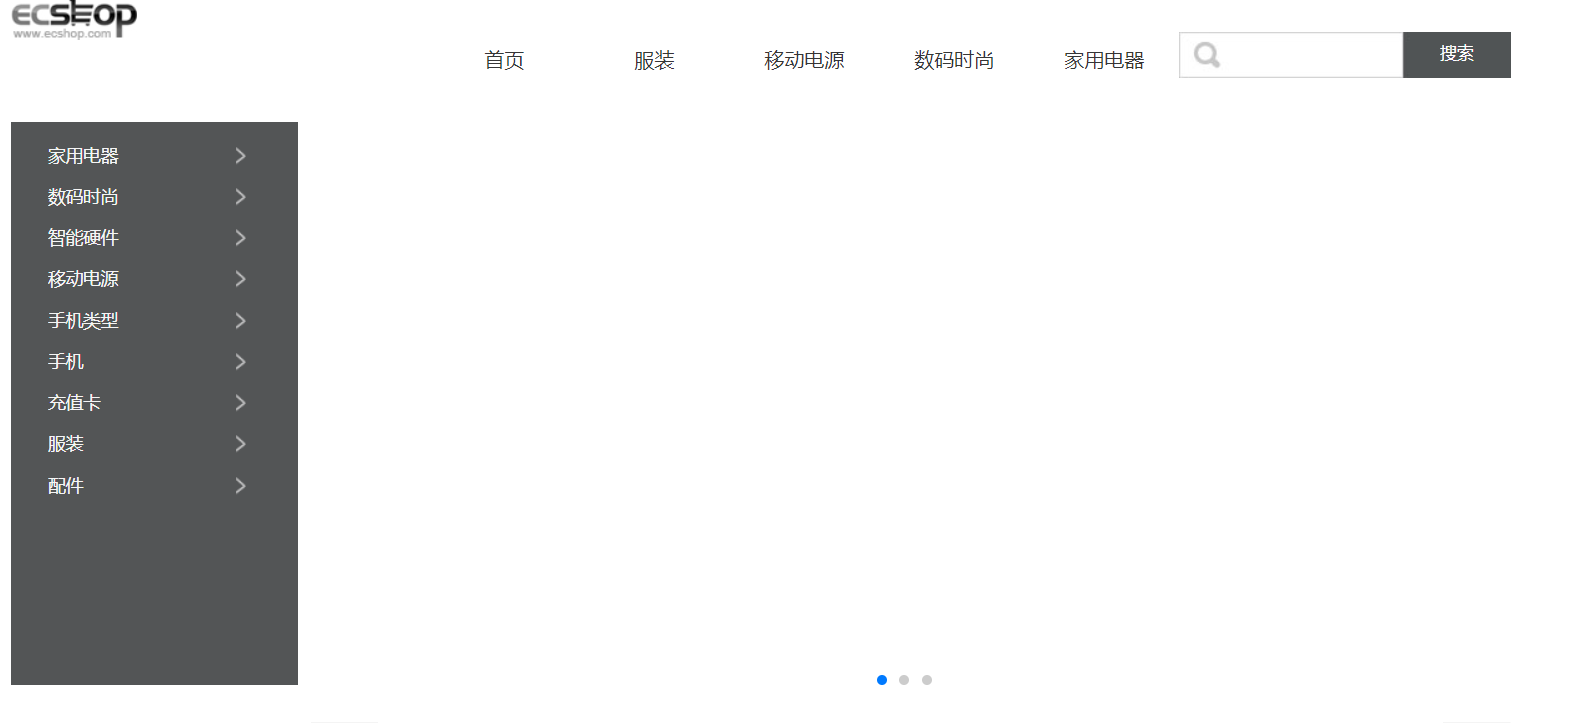 ECSHOP
www.ecshop.com
首页 服装 移动电源 数码时尚 家用电器 搜索
家用电器
数码时尚
智能硬件
移动电源
手机类型
手机
充值卡
服装
配件